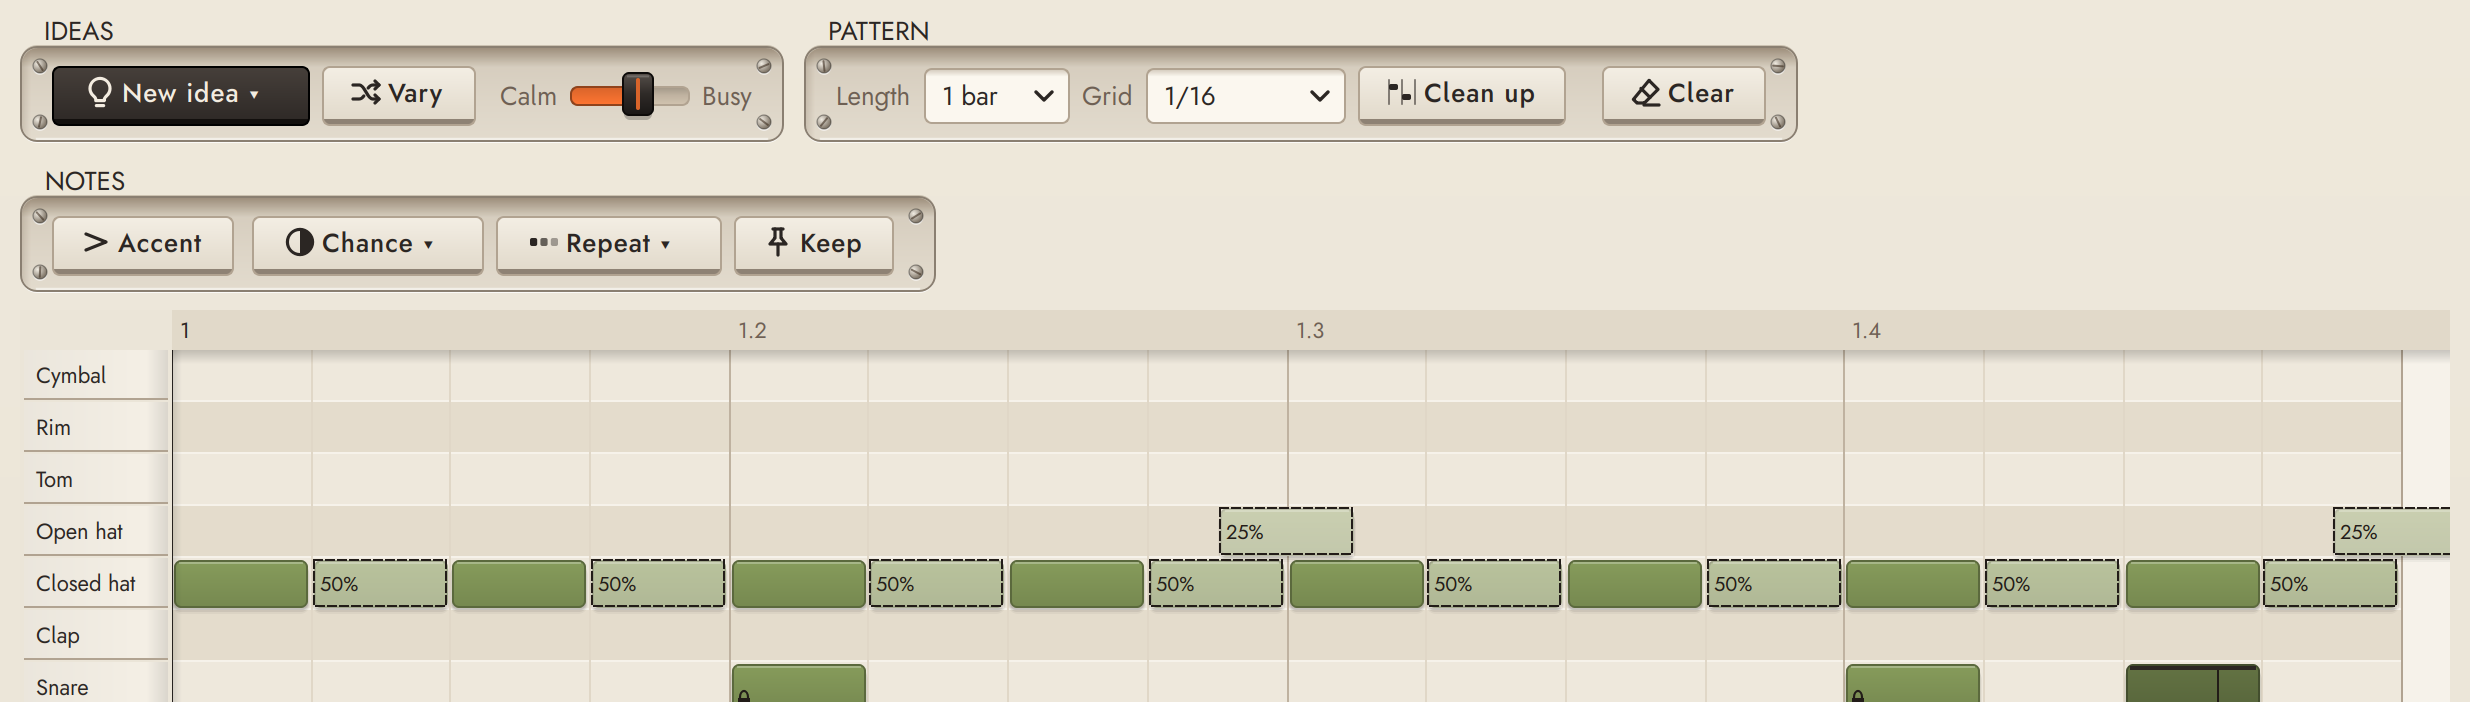 IDEAS
PATTERN
New idea ▾
Vary
Calm
Busy
Length
1 bar
Grid
1/16
Clean up
Clear
NOTES
Accent
Chance ▾
Repeat ▾
Keep
1
1.2
1.3
1.4
Cymbal
Rim
Tom
Open hat
25%
25%
Closed hat
50%
50%
50%
50%
50%
50%
50%
50%
Clap
Snare